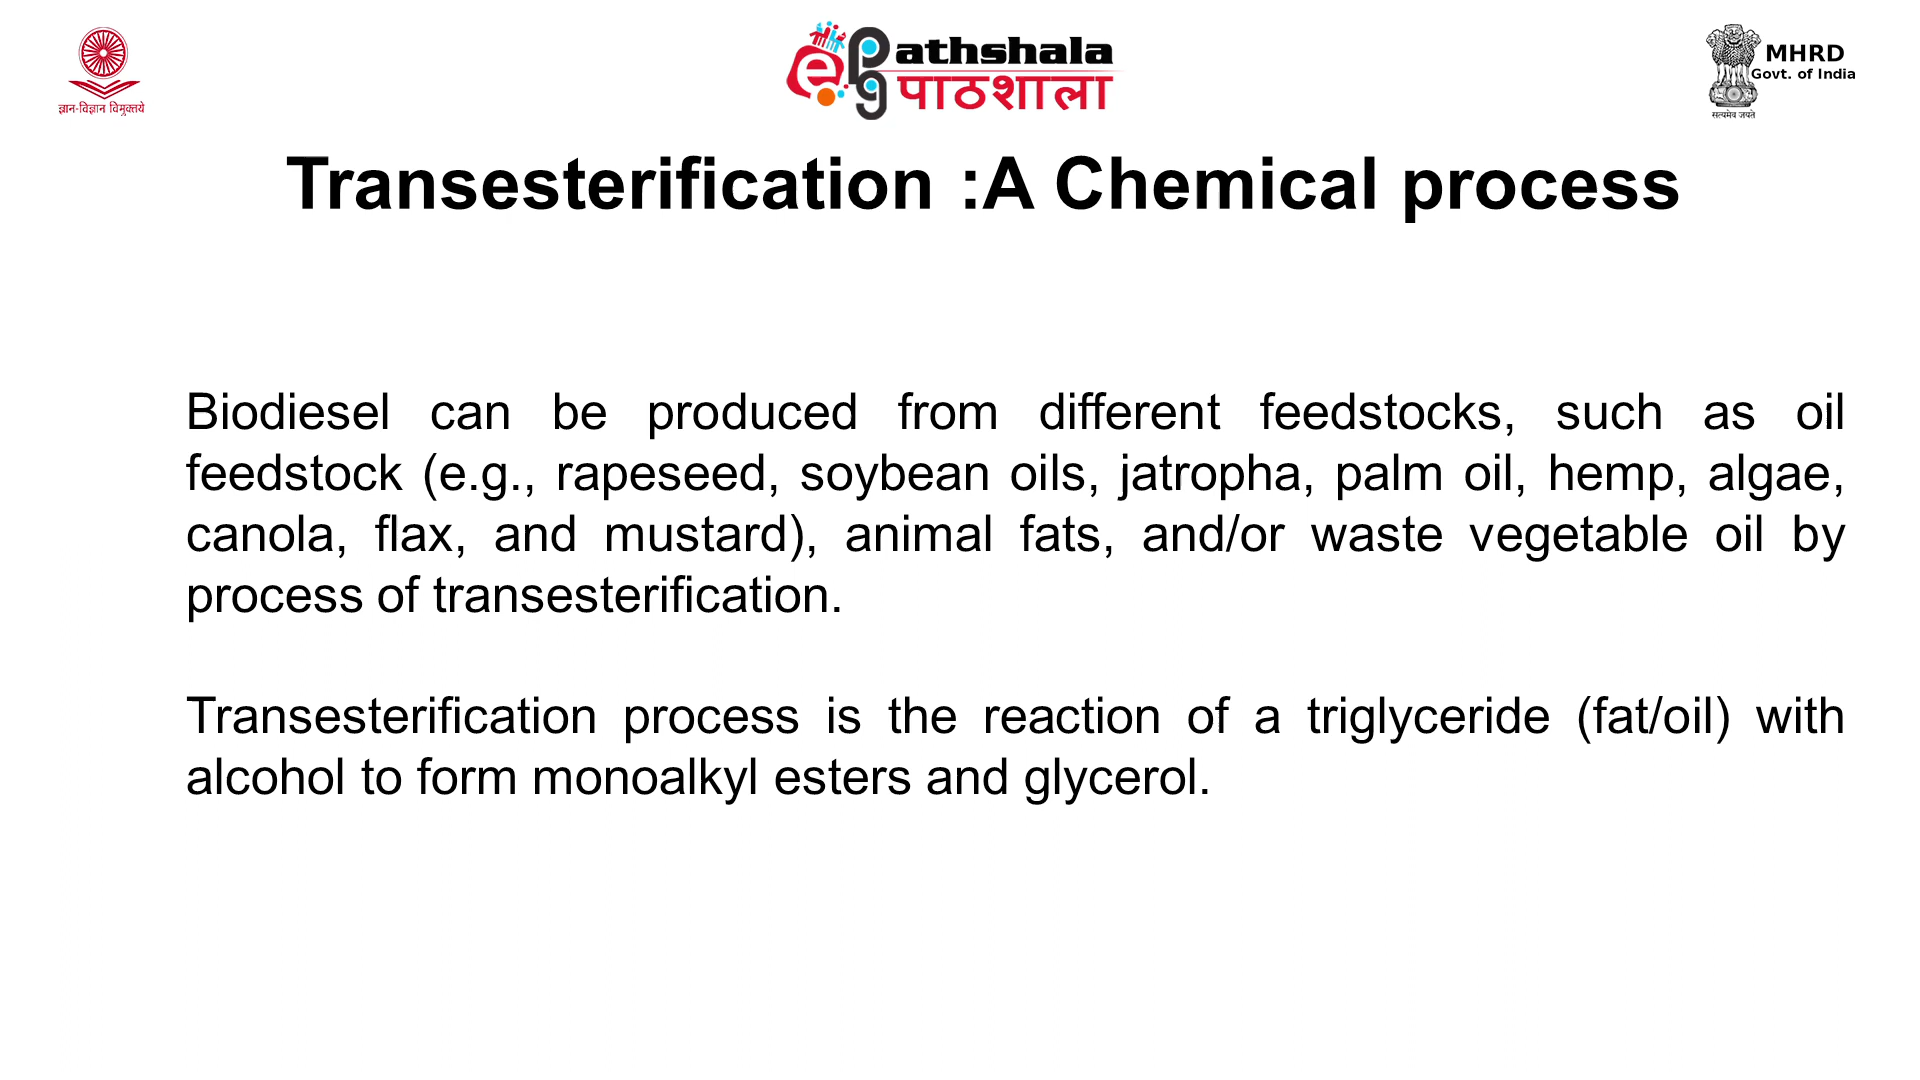 ज्ञान-विज्ञान विमुक्तये
ePG
athshala
पाठशाला
MHRD
Govt. of India
सत्यमेव जयते
Transesterification :A Chemical process
Biodiesel can be produced from different feedstocks, such as oil
feedstock (e.g., rapeseed, soybean oils, jatropha, palm oil, hemp, algae,
canola, flax, and mustard), animal fats, and/or waste vegetable oil by
process of transesterification.
Transesterification process is the reaction of a triglyceride (fat/oil) with
alcohol to form monoalkyl esters and glycerol.